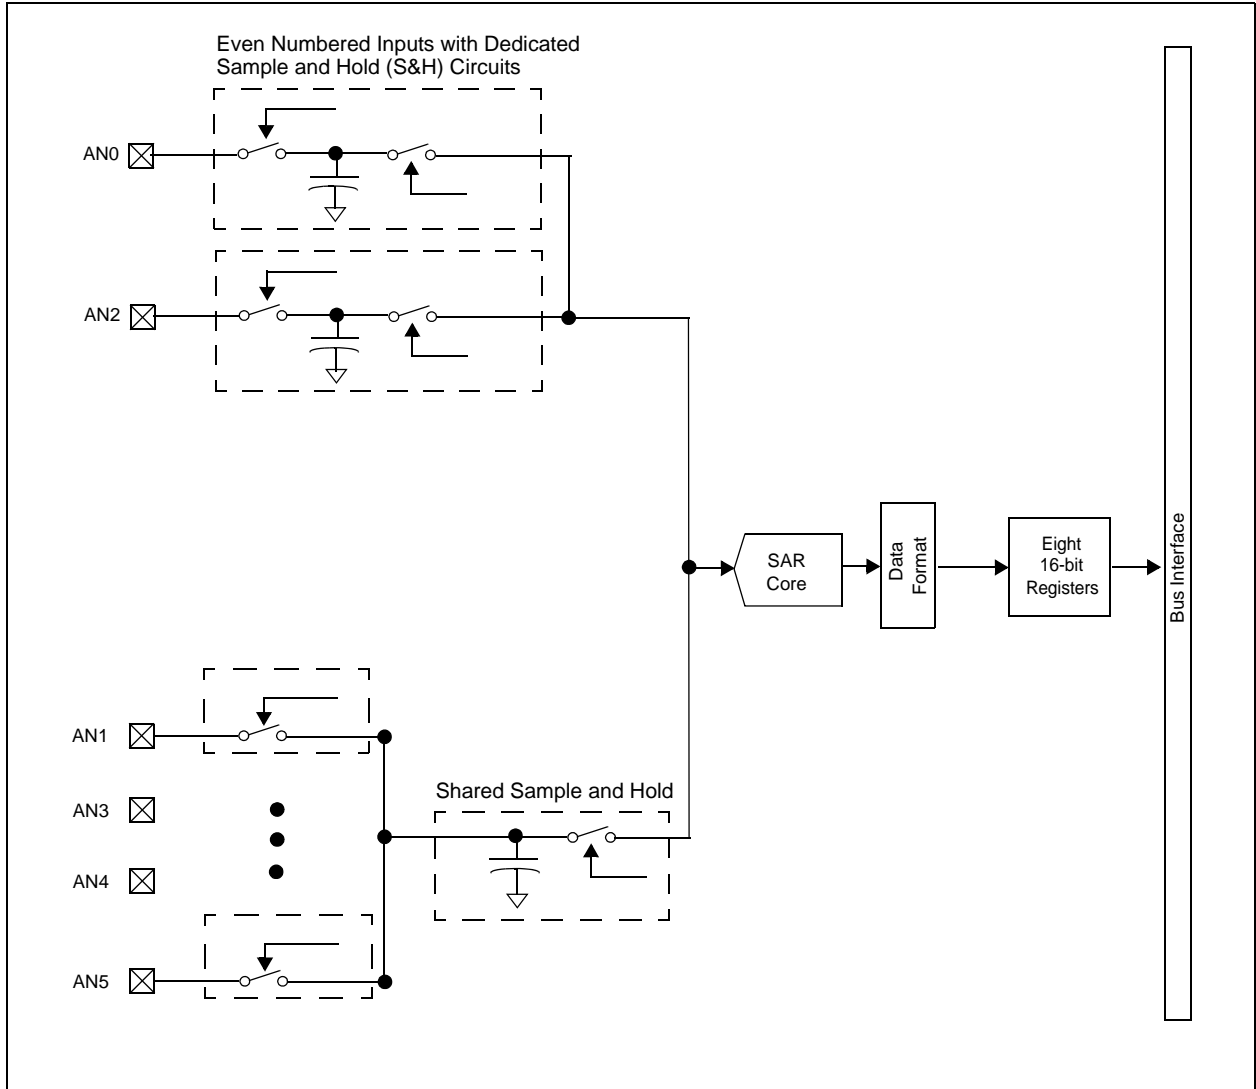 Even Numbered Inputs with Dedicated
Sample and Hold (S&H) Circuits
AN0
AN2
SAR
Core
Data
Format
Eight
16-bit
Registers
Bus Interface
AN1
AN3
Shared Sample and Hold
AN4
AN5